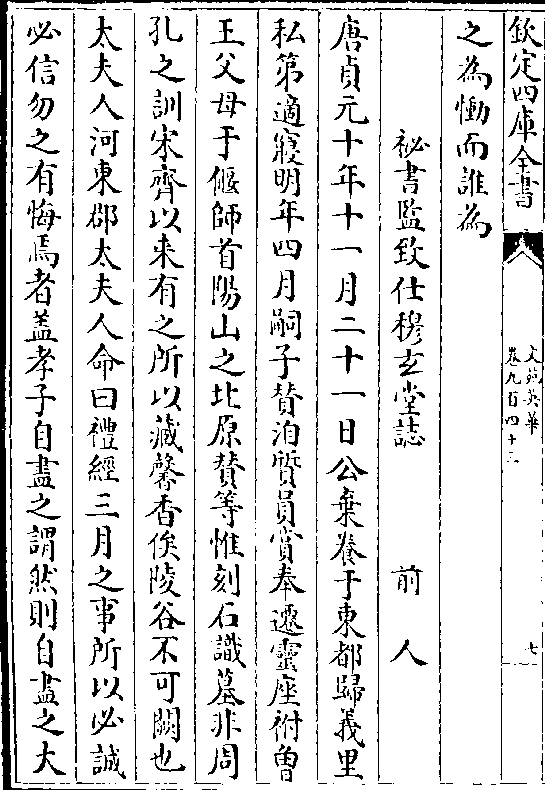 欽定四庫全書
文苑英華
卷九百四十三
七
之為慟而誰為
祕書監致仕穆玄堂誌 前人
唐貞元十年十一月二十一日公棄養于東都歸義里
私第適寢明年四月嗣子贊洎質員賞奉遷靈座祔曾
王父母于偃師首陽山之北原贊等惟刻石識墓非周
孔之訓宋齊以来有之所以藏馨香俟陵谷不可闕也
太夫人河東郡太夫人命曰禮經三月之事所以必誠
必信勿之有悔焉者盖孝子自盡之謂然則自盡之大